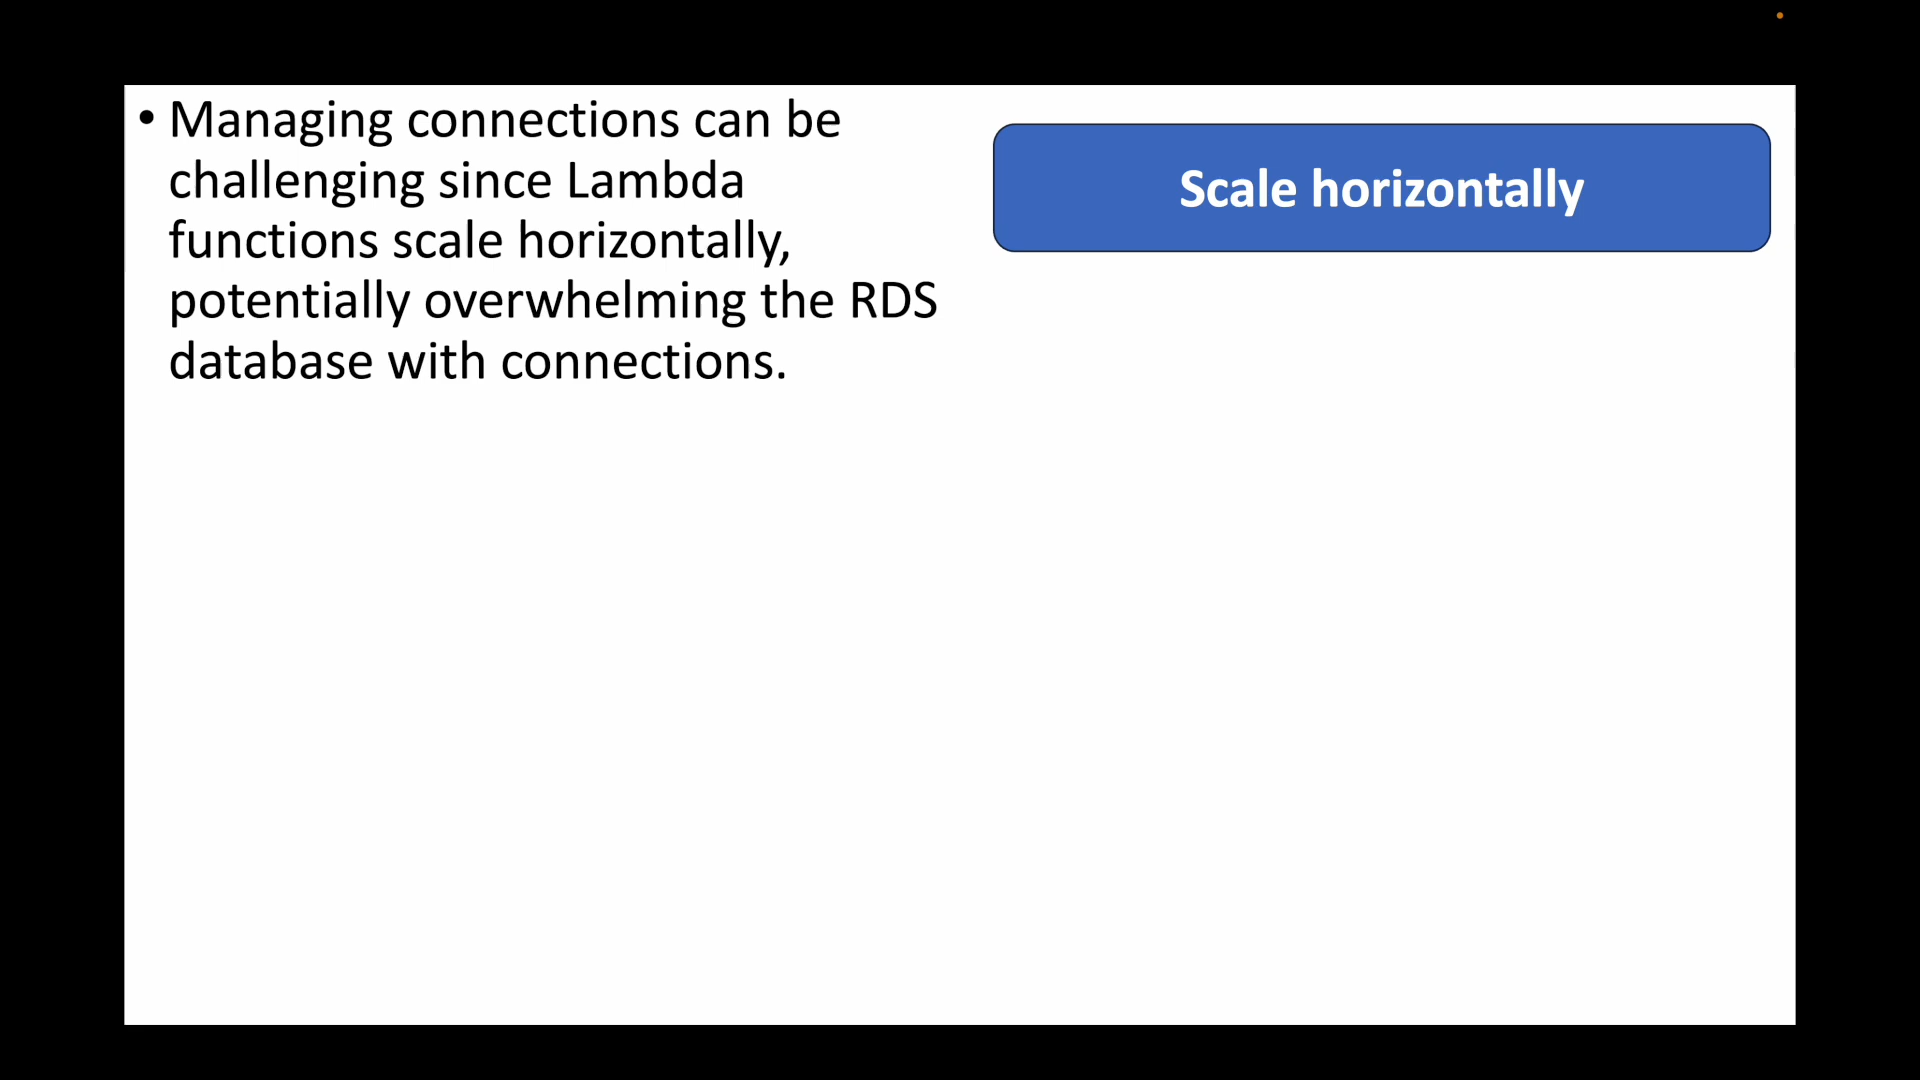 • Managing connections can be
challenging since Lambda
functions scale horizontally,
potentially overwhelming the RDS
database with connections.
Scale horizontally